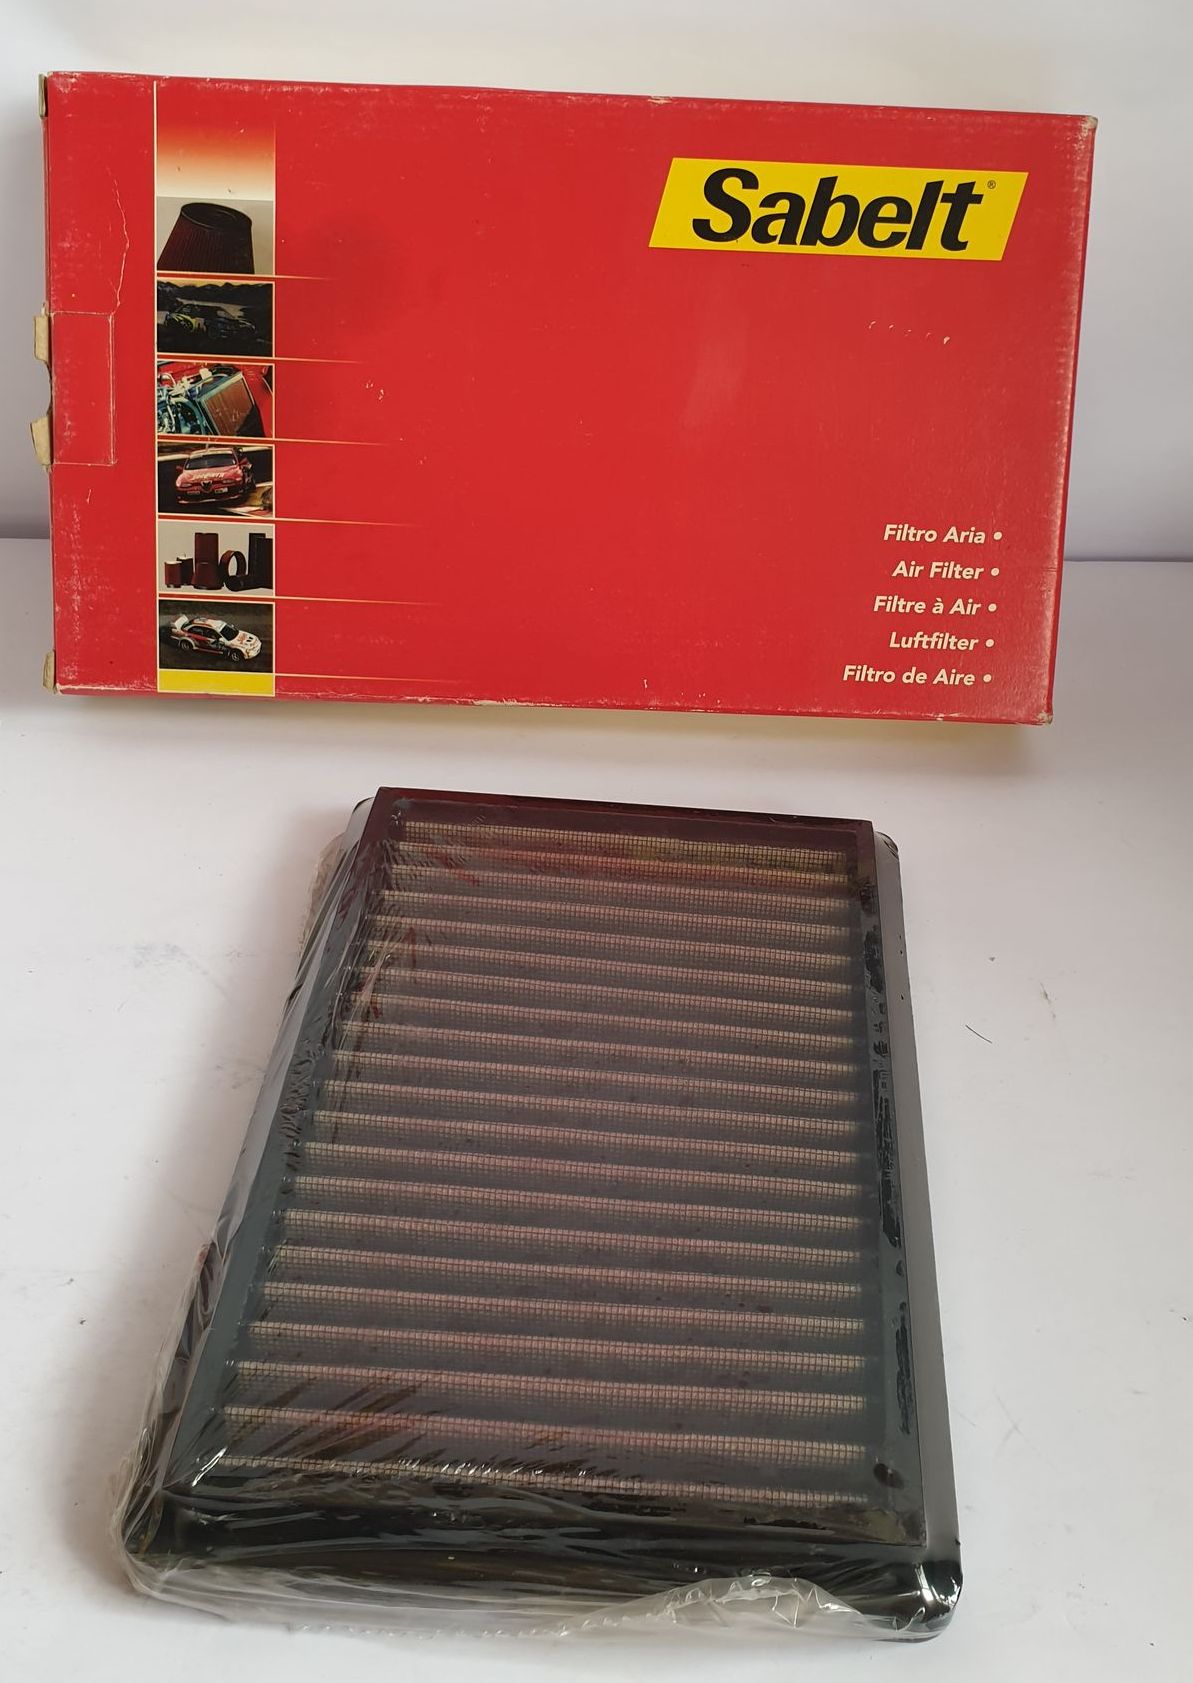 Sabelt®
Filtro Aria •
Air Filter •
Filtre à Air •
Luftfilter •
Filtro de Aire •